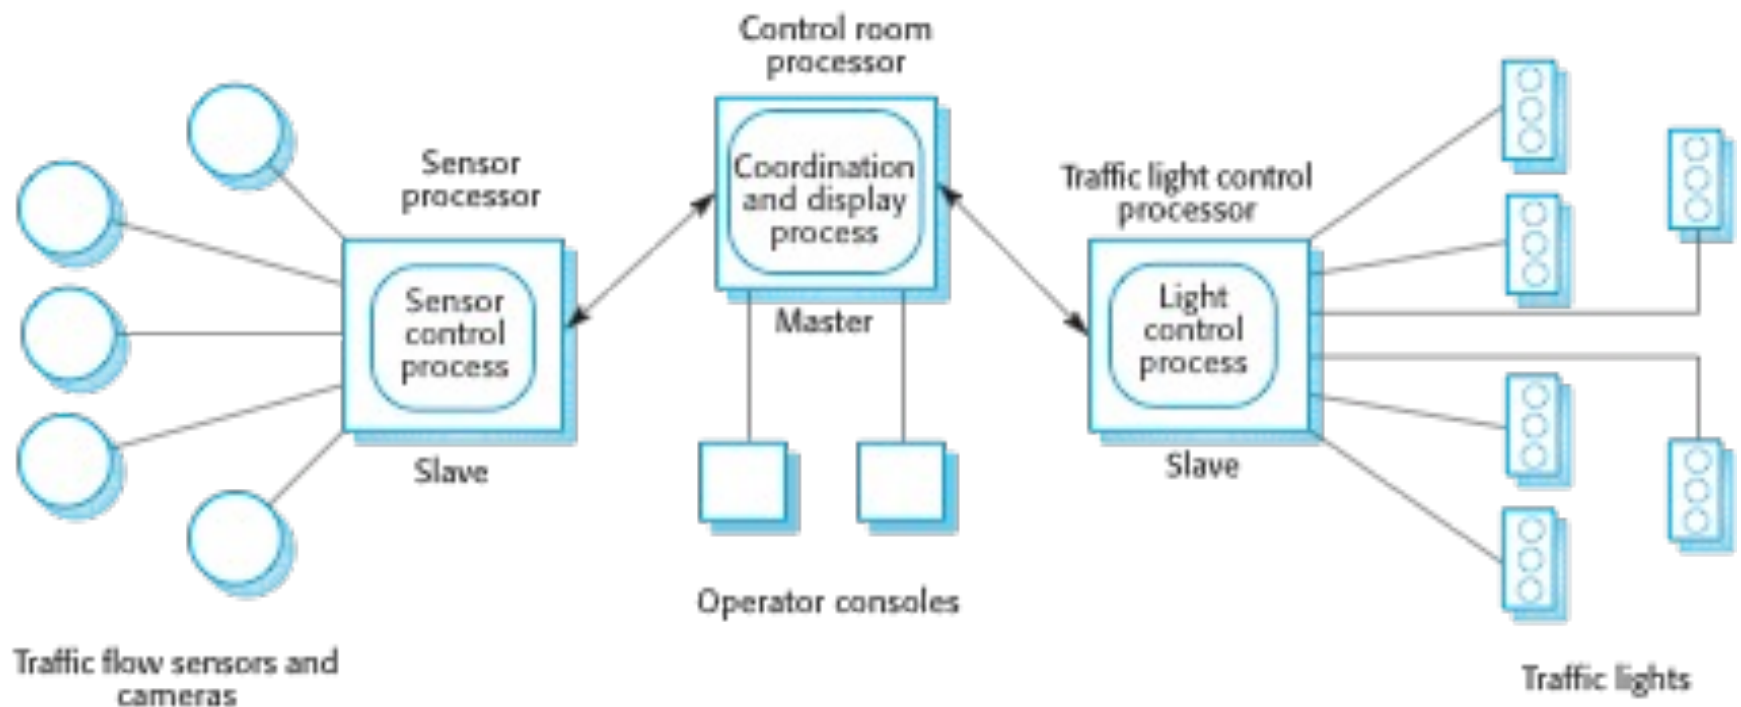 Control room
processor
Sensor
processor
Coordination
and display
process
Traffic light control
processor
Sensor
control
process
Master
Light
control
process
Slave
Slave
Operator consoles
Traffic flow sensors and
cameras
Traffic lights